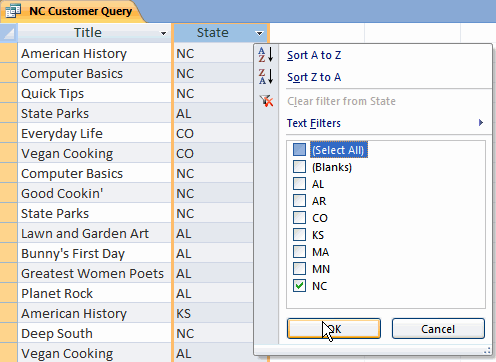 NC Customer Query
Title State
American History NC
Computer Basics NC
Quick Tips NC
State Parks AL
Everyday Life CO
Vegan Cooking CO
Computer Basics NC
Good Cookin' NC
State Parks NC
Lawn and Garden Art AL
Bunny's First Day AL
Greatest Women Poets AL
Planet Rock AL
American History KS
Deep South NC
Vegan Cooking AL
Sort A to Z
Sort Z to A
Clear filter from State
Text Filters
(Select All)
(Blanks)
AL
AR
CO
KS
MA
MN
NC
OK Cancel